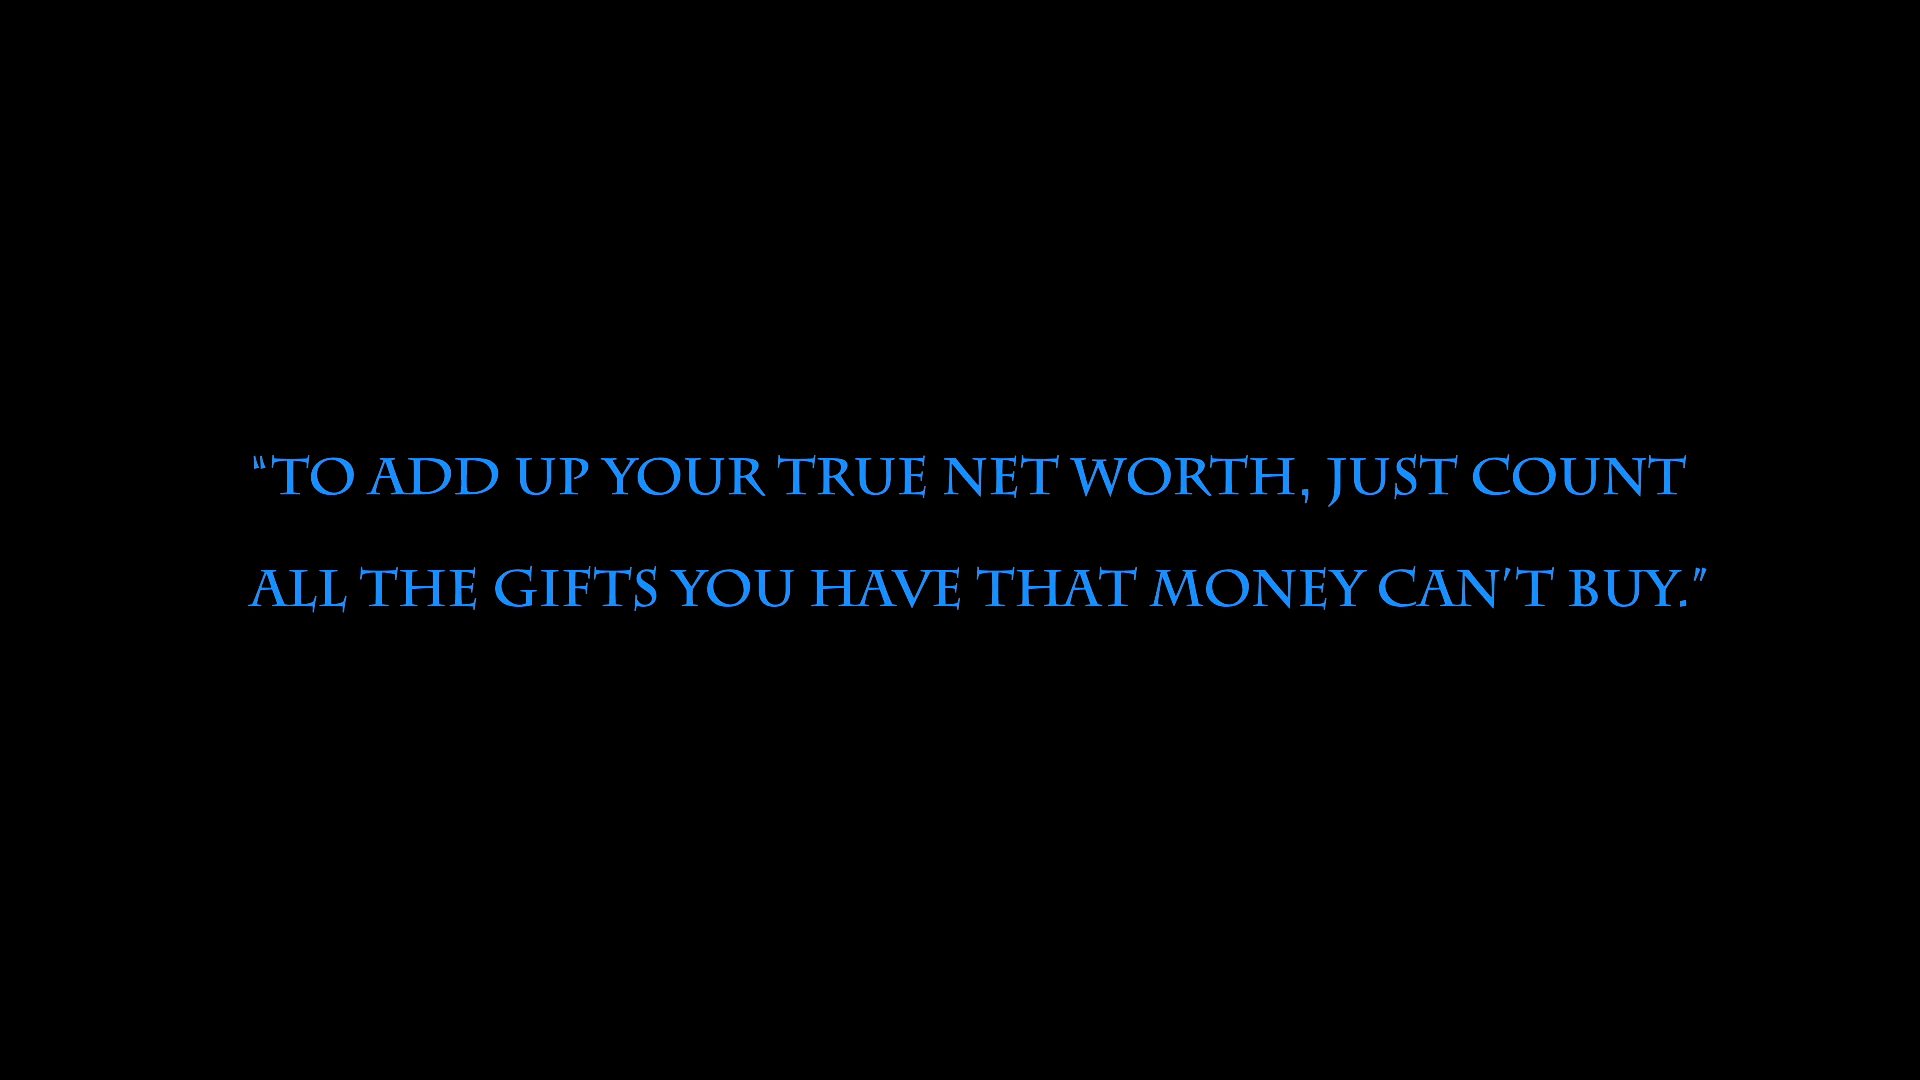 “TO ADD UP YOUR TRUE NET WORTH, JUST COUNT
ALL THE GIFTS YOU HAVE THAT MONEY CAN’T BUY.”